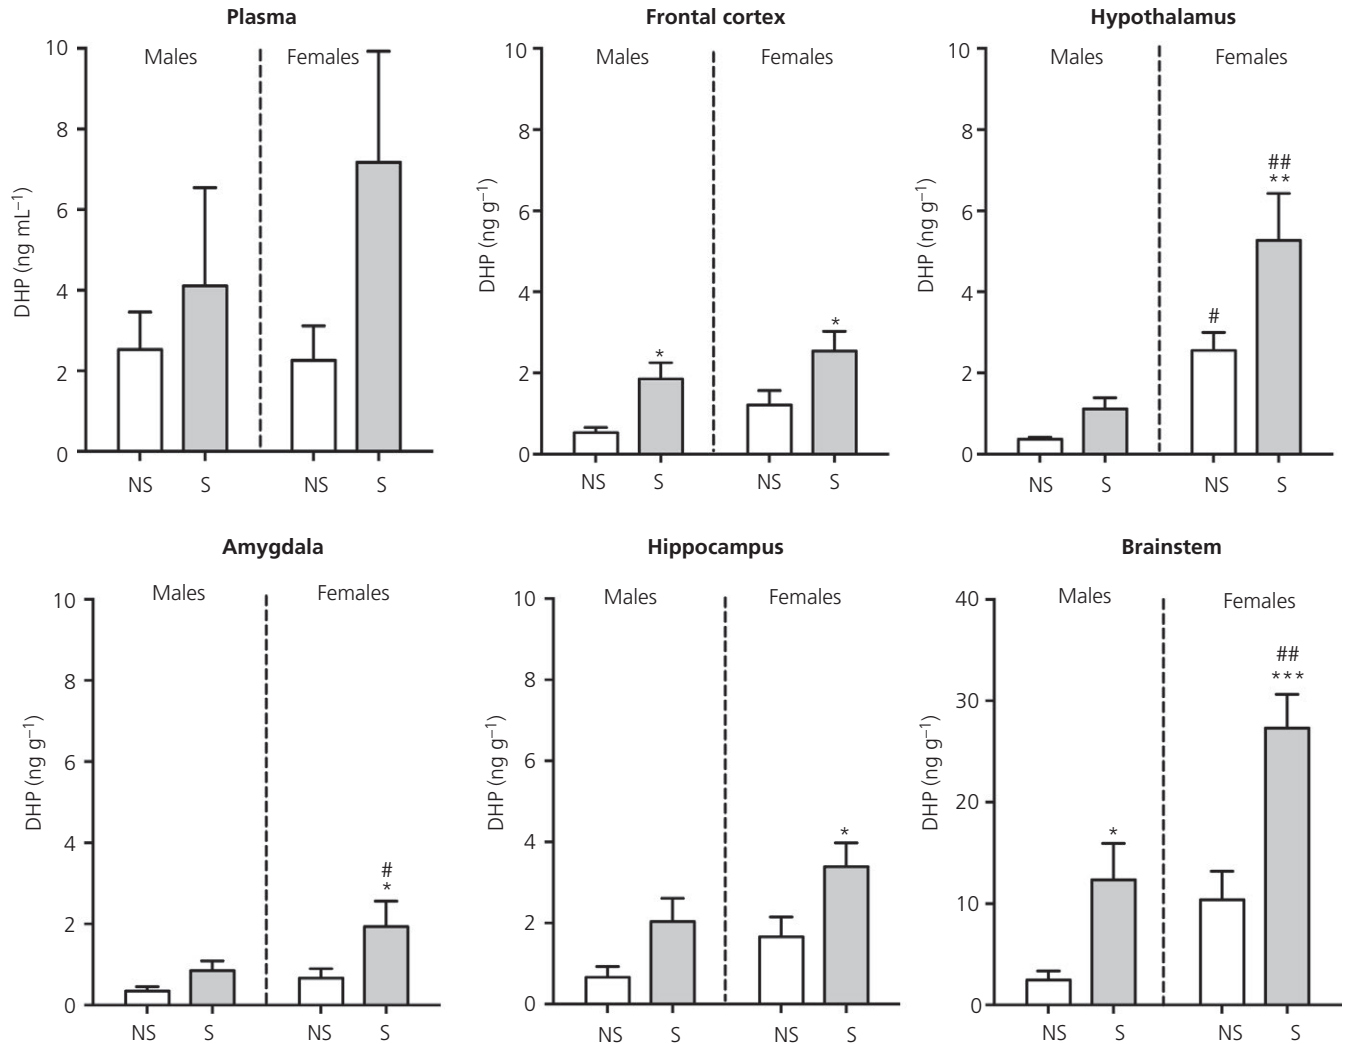 Plasma
Males Females
10
8
6
4
2
0
DHP (ng mL⁻¹)
NS S NS S
Frontal cortex
Males Females
10
8
6
4
2
0
DHP (ng g⁻¹)
*
*
NS S NS S
Hypothalamus
Males Females
10
8
6
4
2
0
DHP (ng g⁻¹)
#
##
**
NS S NS S
Amygdala
Males Females
10
8
6
4
2
0
DHP (ng g⁻¹)
#
*
NS S NS S
Hippocampus
Males Females
10
8
6
4
2
0
DHP (ng g⁻¹)
*
NS S NS S
Brainstem
Males Females
40
30
20
10
0
DHP (ng g⁻¹)
*
##
***
NS S NS S